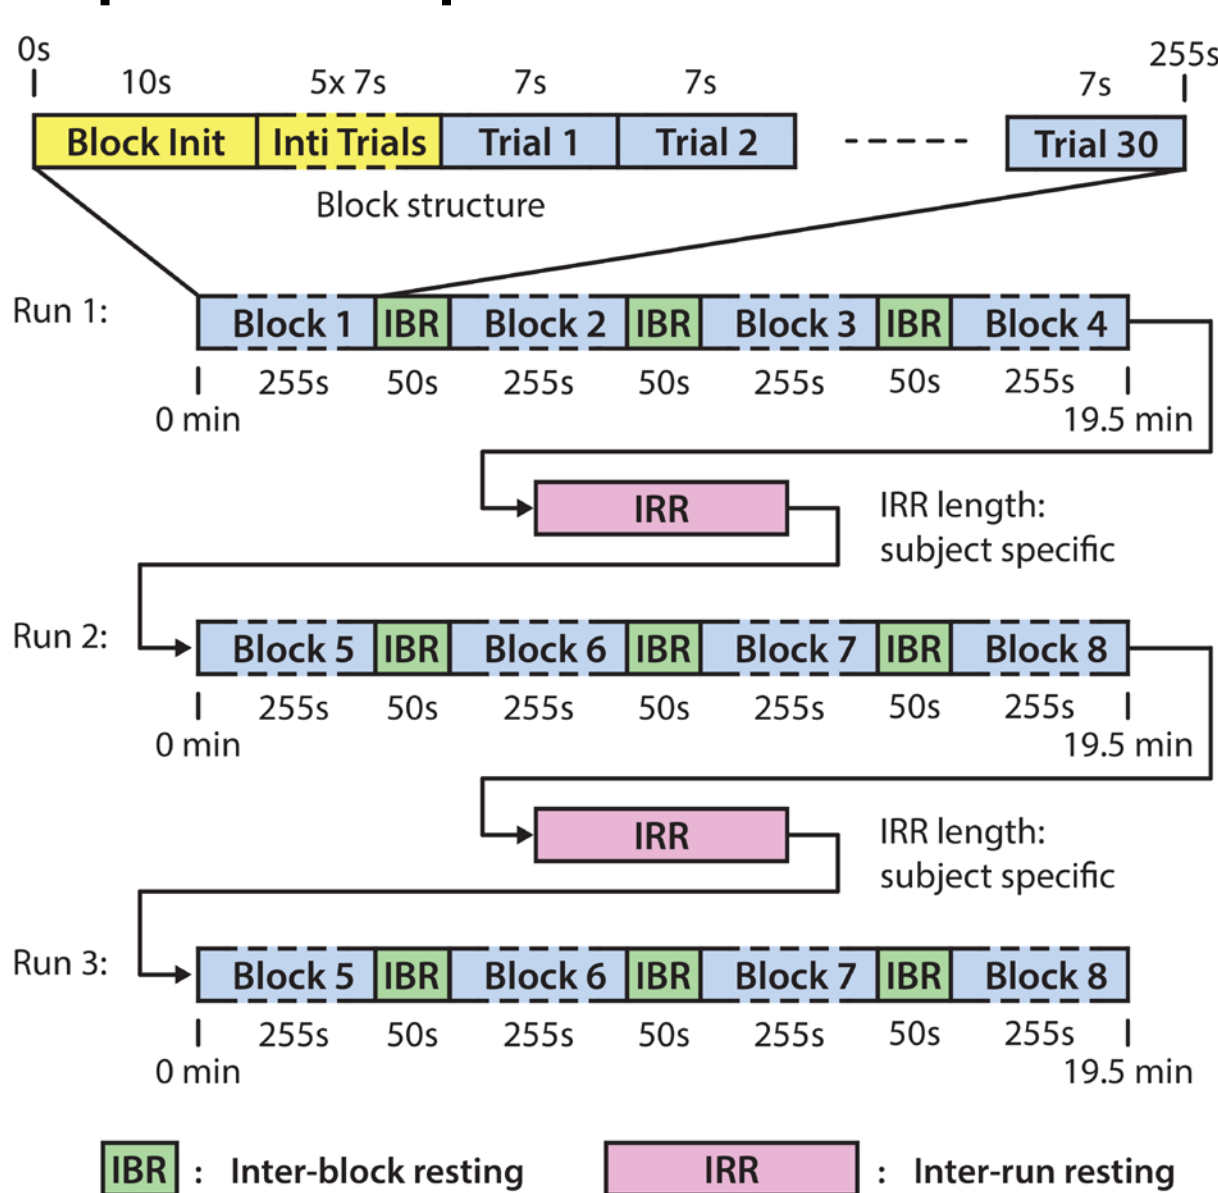 0s
255s
10s 5x 7s 7s 7s 7s
Block Init Inti Trials Trial 1 Trial 2 Trial 30
Block structure
Run 1: Block 1 IBR Block 2 IBR Block 3 IBR Block 4
255s 50s 255s 50s 255s 50s 255s
0 min 19.5 min
IRR IRR length:
subject specific
Run 2: Block 5 IBR Block 6 IBR Block 7 IBR Block 8
255s 50s 255s 50s 255s 50s 255s
0 min 19.5 min
IRR IRR length:
subject specific
Run 3: Block 5 IBR Block 6 IBR Block 7 IBR Block 8
255s 50s 255s 50s 255s 50s 255s
0 min 19.5 min
IBR : Inter-block resting IRR : Inter-run resting